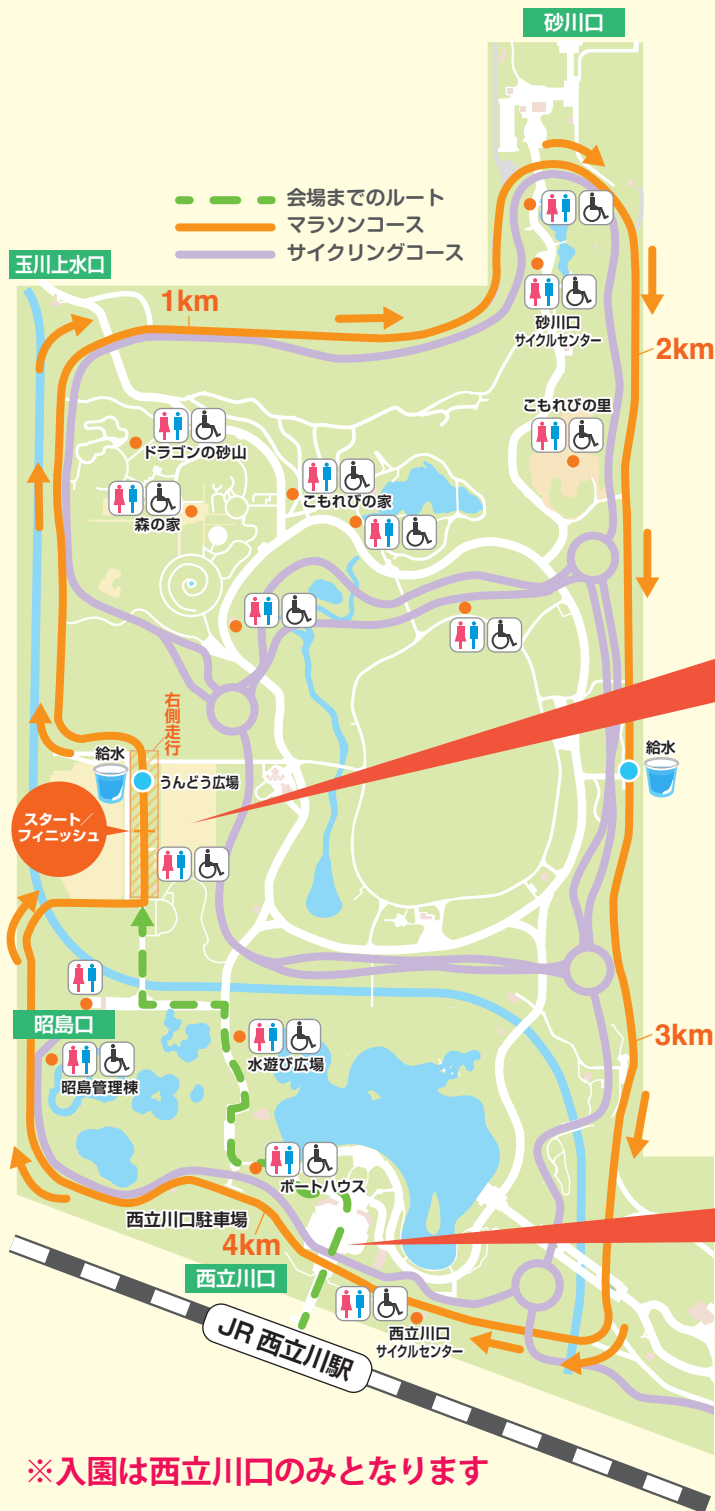 砂川口
会場までのルート
マラソンコース
サイクリングコース
玉川上水口
1km
砂川口
サイクルセンター
2km
こもれびの里
ドラゴンの砂山
こもれびの家
森の家
右側走行
給水
うんどう広場
給水
スタート/
フィニッシュ
昭島口
3km
水遊び広場
昭島管理棟
ボートハウス
西立川口駐車場
4km
西立川口
西立川口
サイクルセンター
JR 西立川駅
※入園は西立川口のみとなります